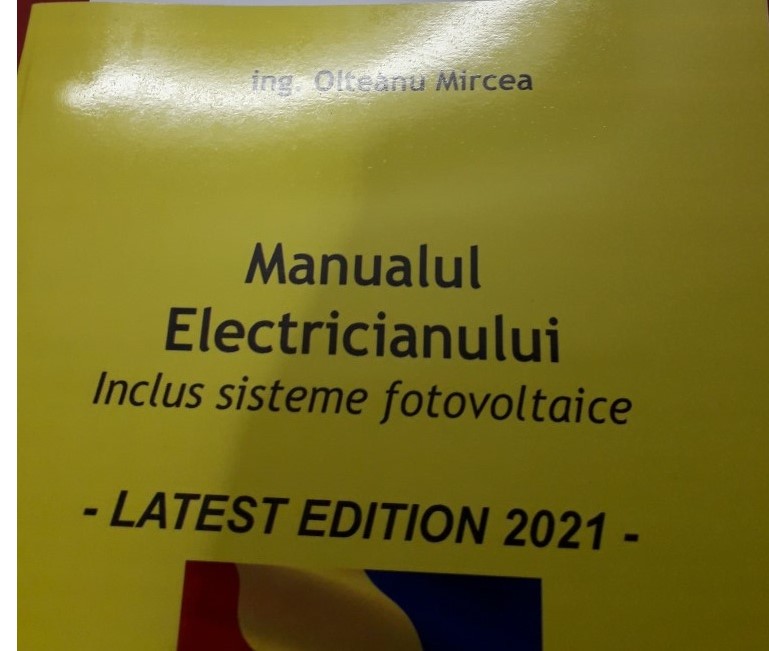 ing. Olteanu Mircea
Manualul
Electricianului
Inclus sisteme fotovoltaice
- LATEST EDITION 2021 -